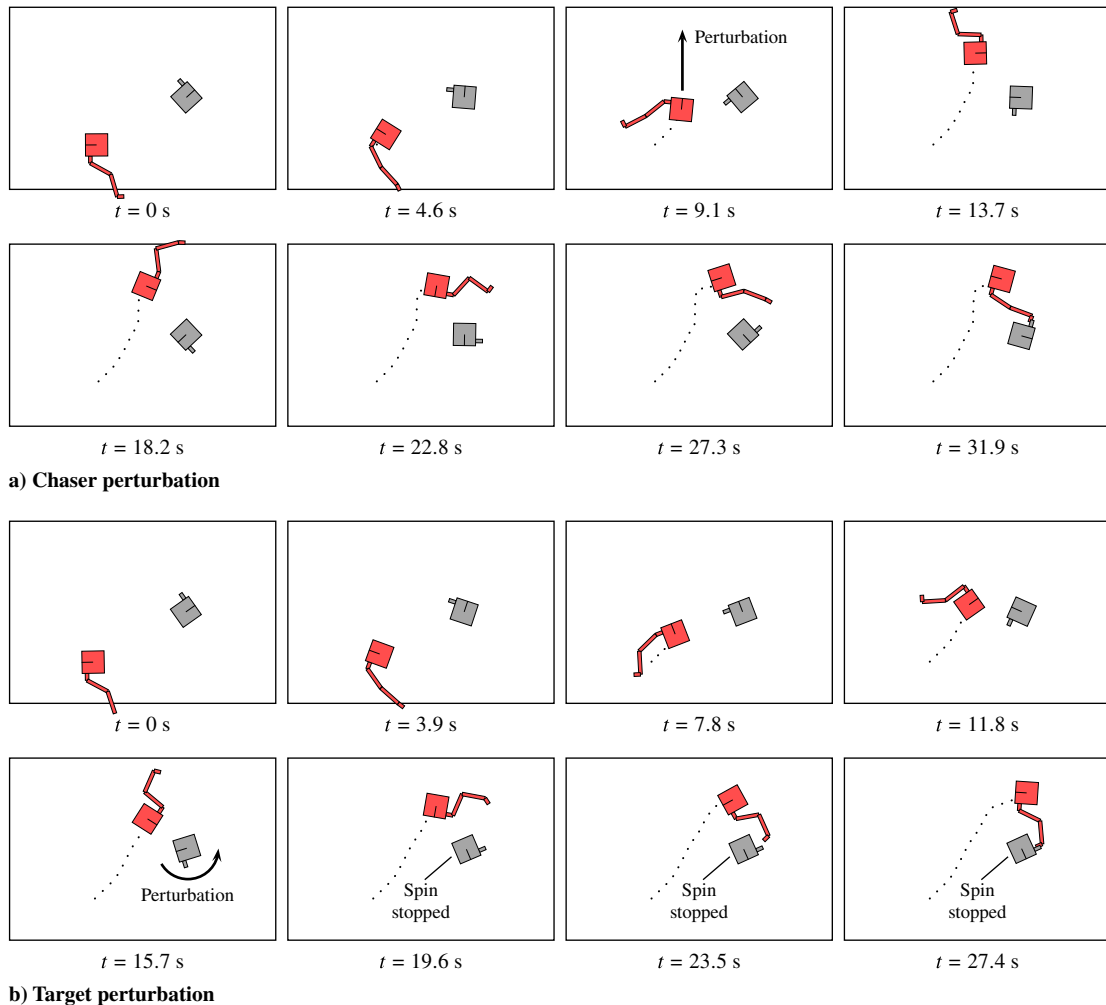 Perturbation
t = 0 s
t = 4.6 s
t = 9.1 s
t = 13.7 s
t = 18.2 s
t = 22.8 s
t = 27.3 s
t = 31.9 s
a) Chaser perturbation
t = 0 s
t = 3.9 s
t = 7.8 s
t = 11.8 s
Perturbation
Spin
stopped
Spin
stopped
Spin
stopped
t = 15.7 s
t = 19.6 s
t = 23.5 s
t = 27.4 s
b) Target perturbation